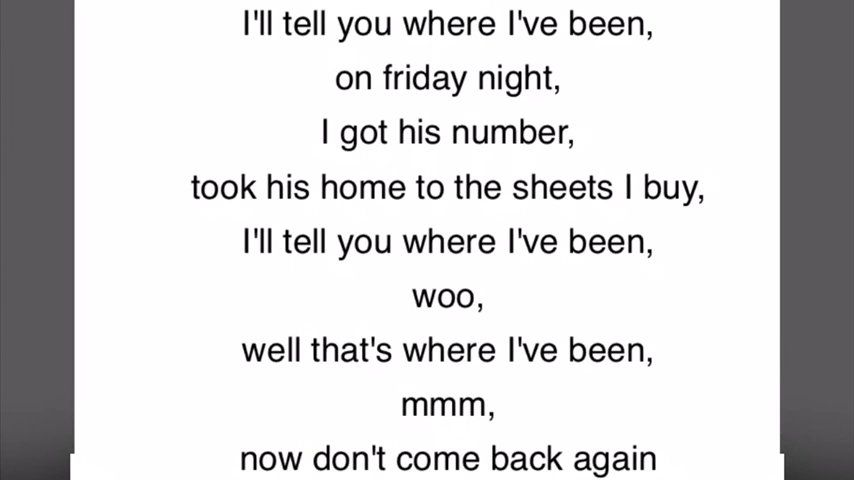 I'll tell you where I've been,
on friday night,
I got his number,
took his home to the sheets I buy,
I'll tell you where I've been,
woo,
well that's where I've been,
mmm,
now don't come back again